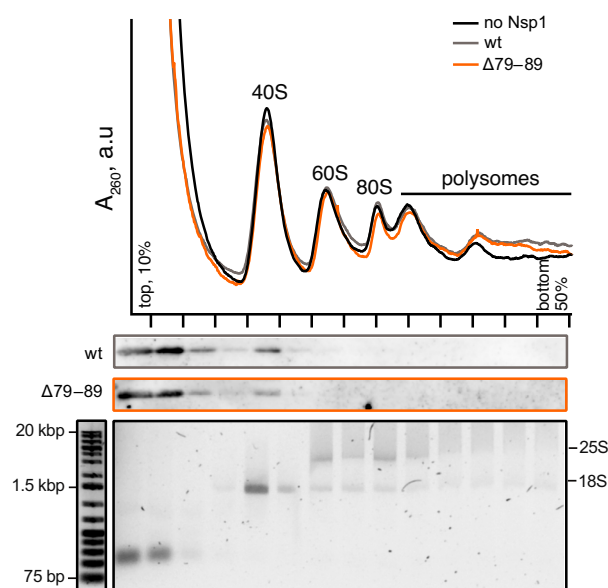 no Nsp1
wt
Δ79–89
40S
60S
80S
polysomes
A260, a.u
top, 10%
bottom
50%
wt
Δ79–89
20 kbp
1.5 kbp
75 bp
25S
18S